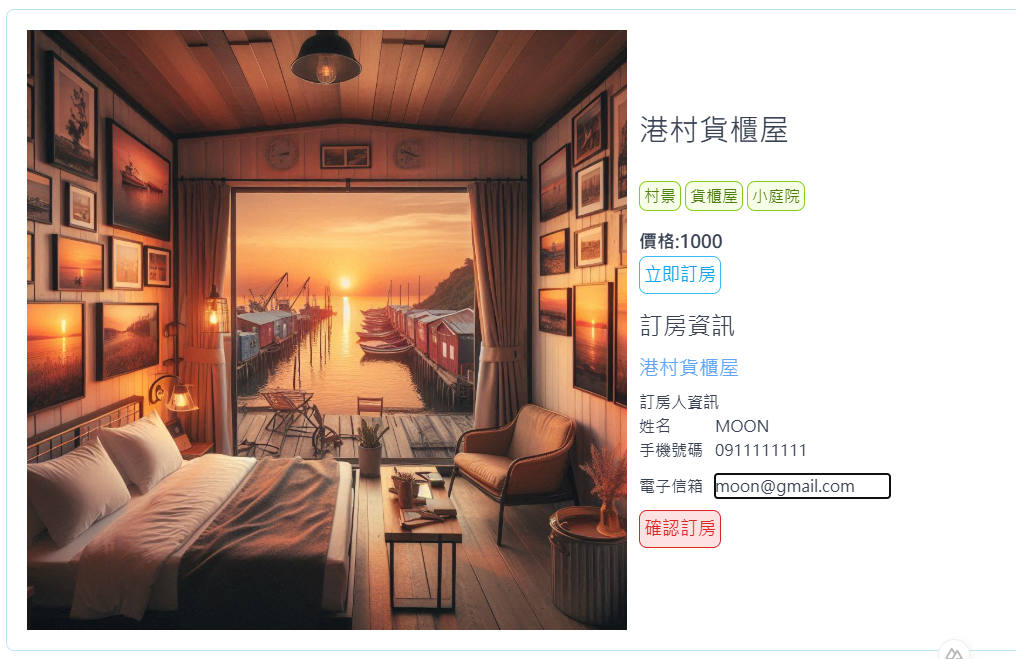 港村貨櫃屋
村景 貨櫃屋 小庭院
價格:1000
立即訂房
訂房資訊
港村貨櫃屋
訂房人資訊
姓名 MOON
手機號碼 0911111111
電子信箱 moon@gmail.com
確認訂房